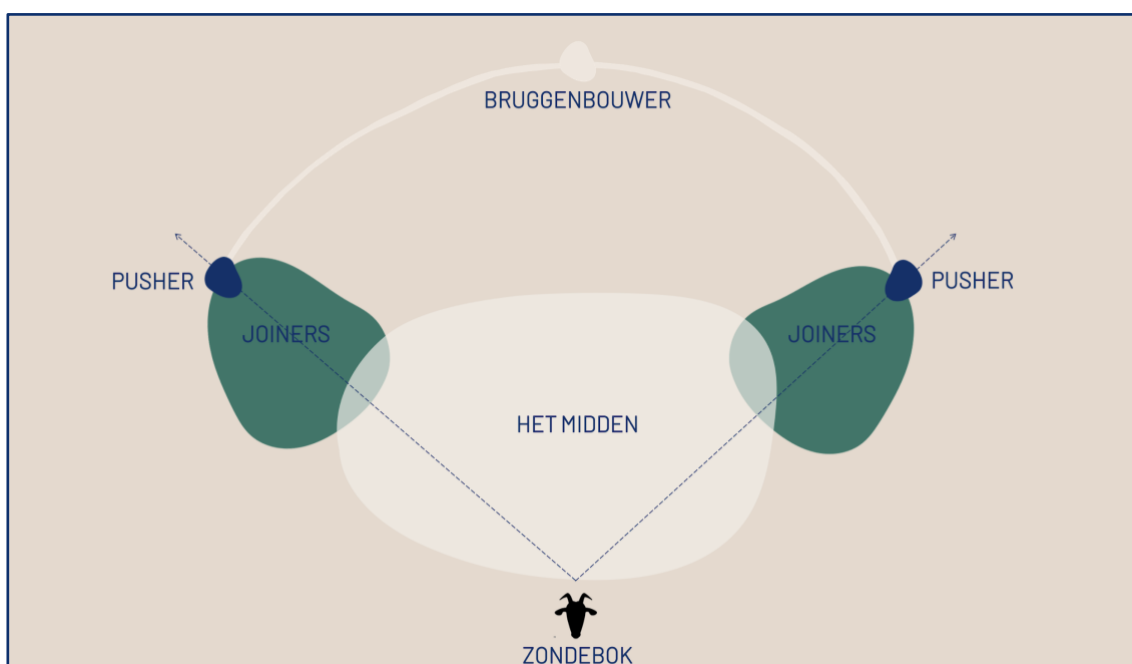 BRUGGENBOUWER
PUSHER
PUSHER
JOINERS
JOINERS
HET MIDDEN
ZONDEBOK